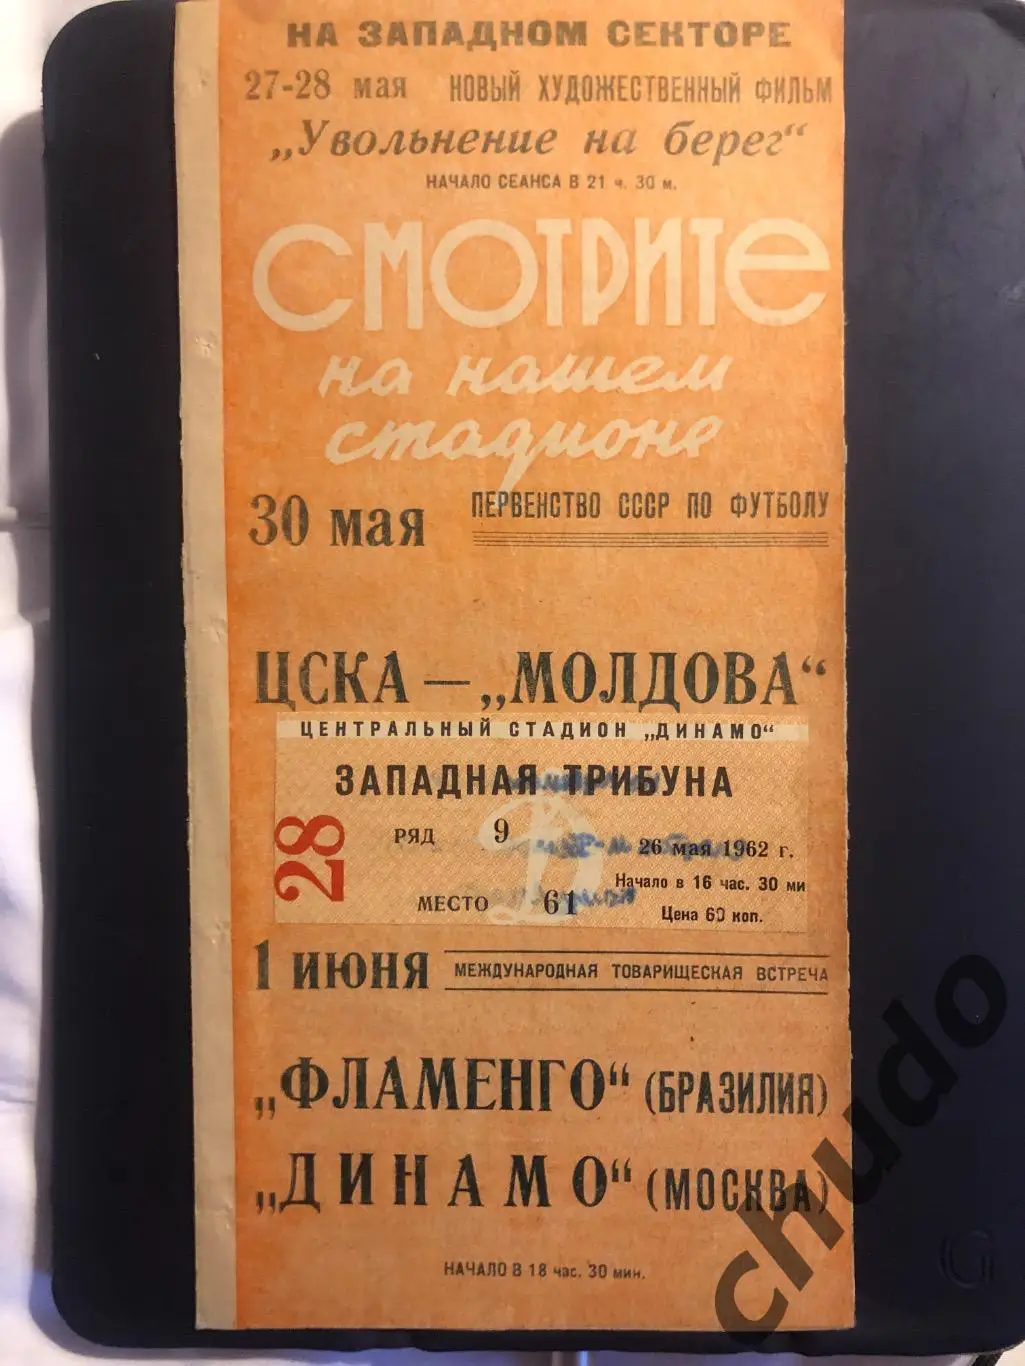 НА ЗАПАДНОМ СЕКТОРЕ
27-28 мая НОВЫЙ ХУДОЖЕСТВЕННЫЙ ФИЛЬМ
„Увольнение на берег“
НАЧАЛО СЕАНСА В 21 ч. 30 м.
СМОТРИТЕ
на нашем
стадионе
30 мая ПЕРВЕНСТВО СССР ПО ФУТБОЛУ
ЦСКА — „МОЛДОВА“
ЦЕНТРАЛЬНЫЙ СТАДИОН „ДИНАМО“
ЗАПАДНАЯ ТРИБУНА
28
РЯД 9
26 мая 1962 г.
Начало в 16 час. 30 ми
МЕСТО 61
Цена 60 коп.
Д
1 ИЮНЯ МЕЖДУНАРОДНАЯ ТОВАРИЩЕСКАЯ ВСТРЕЧА
„ФЛАМЕНГО“ (БРАЗИЛИЯ)
„ДИНАМО“ (МОСКВА)
НАЧАЛО В 18 час. 30 мин.
chudo